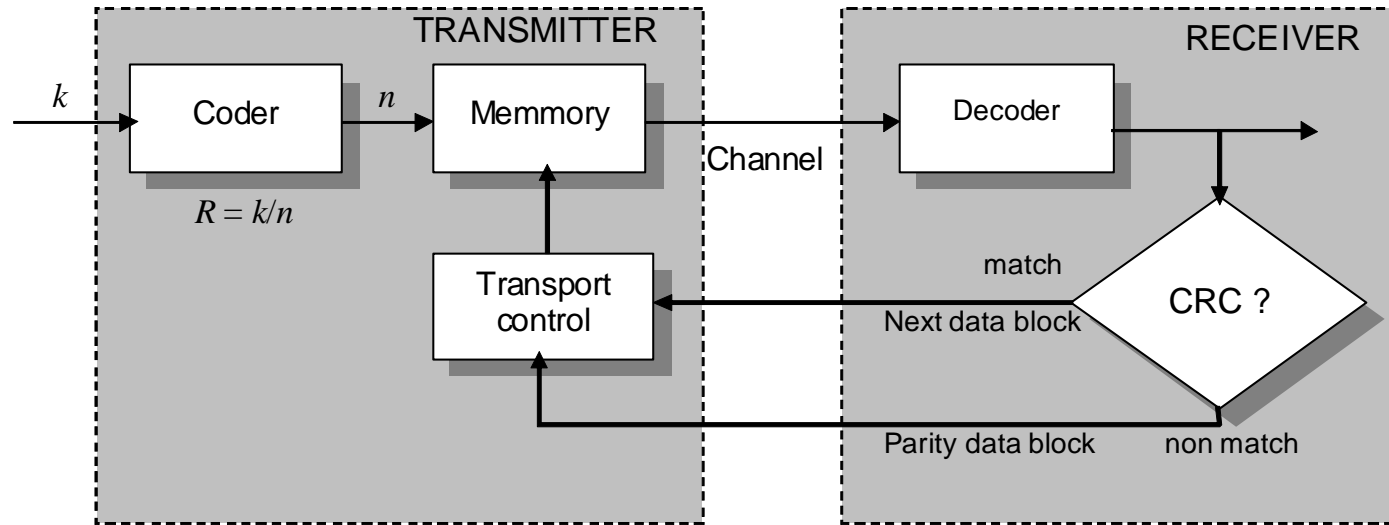 TRANSMITTER
RECEIVER
k
Coder
n
Memmory
Decoder
Channel
R = k/n
match
Transport
control
CRC ?
Next data block
Parity data block
non match